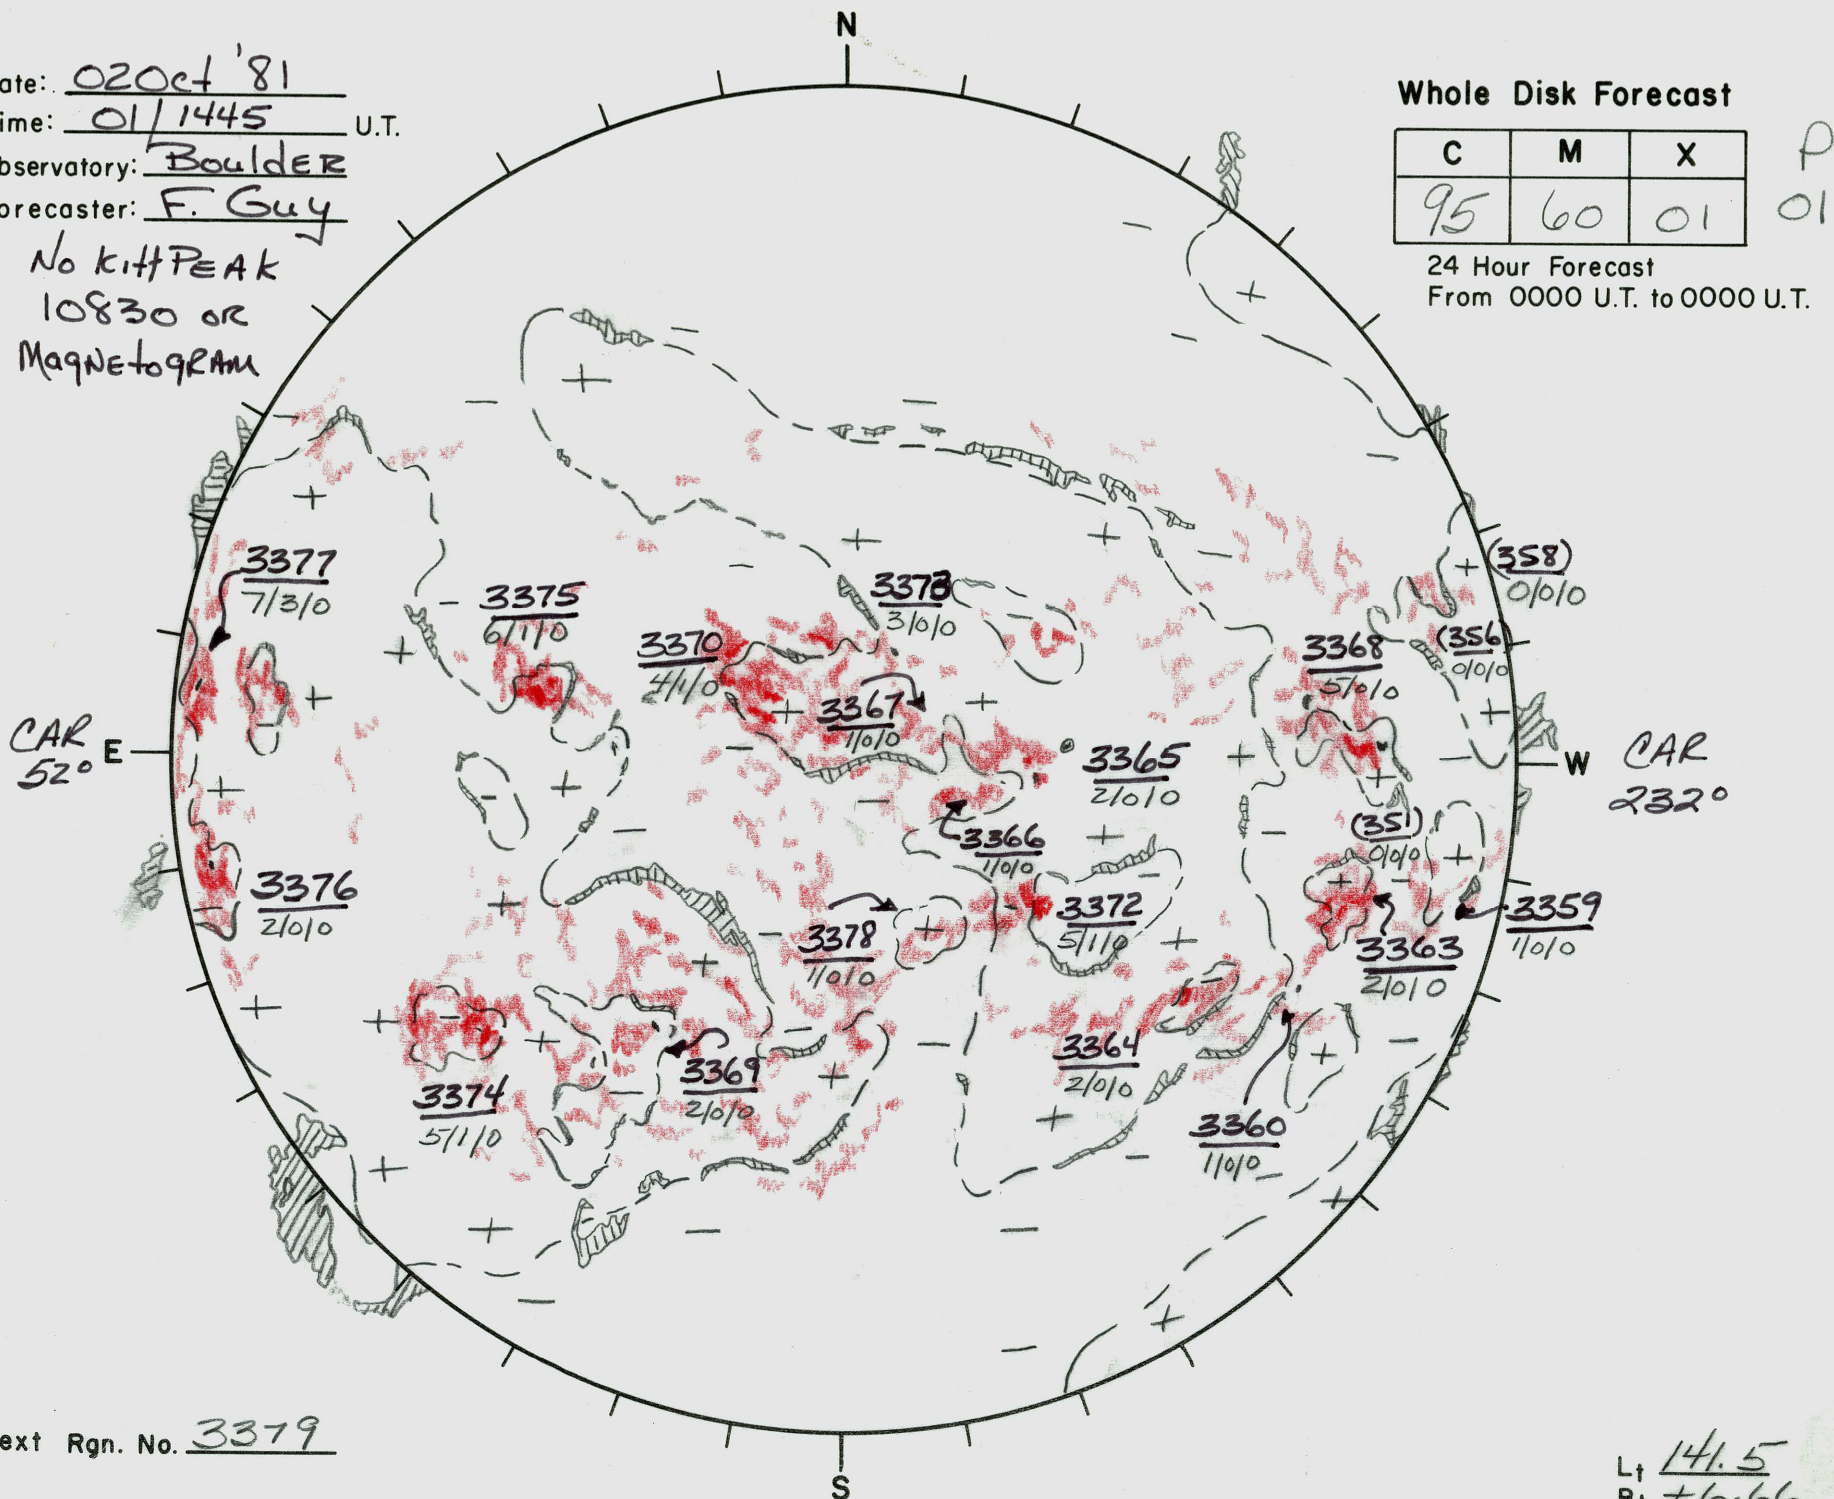 N
ate: 02 Oct '81
ime: 01/1445 U.T.
bservatory: BouldER
orecaster: F. Guy
No Kitt PEAK
10830 OR
MagNEtogRAM
Whole Disk Forecast
C M X P
95 60 01 01
24 Hour Forecast
From 0000 U.T. to 0000 U.T.
3377
7/3/0
3375
6/1/0
3370
4/1/0
3373
3/0/0
3367
1/0/0
(358)
0/0/0
(356)
0/0/0
3368
5/0/0
CAR
52°
E
W
CAR
232°
3365
2/0/0
3366
1/0/0
(351)
0/0/0
3376
2/0/0
3378
1/0/0
3372
5/1/0
3359
1/0/0
3363
2/0/0
3374
5/1/0
3369
2/0/0
3364
2/0/0
3360
1/0/0
ext Rgn. No. 3379
S
Lt 141.5